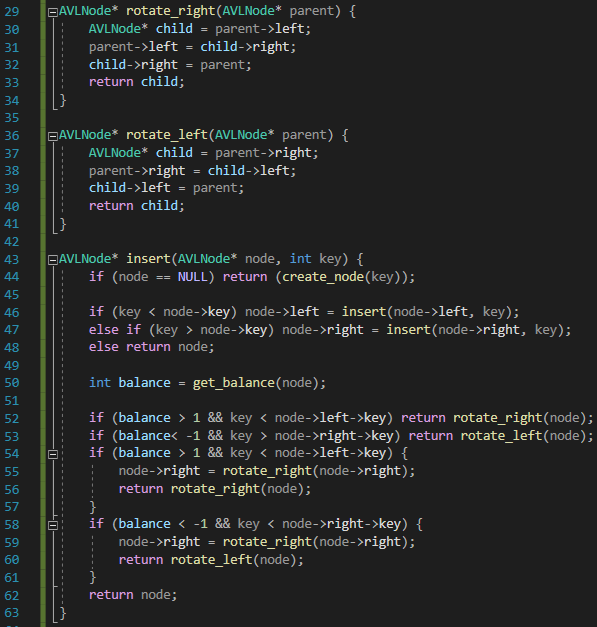 29 AVLNode* rotate_right(AVLNode* parent) {
30     AVLNode* child = parent->left;
31     parent->left = child->right;
32     child->right = parent;
33     return child;
34 }
35
36 AVLNode* rotate_left(AVLNode* parent) {
37     AVLNode* child = parent->right;
38     parent->right = child->left;
39     child->left = parent;
40     return child;
41 }
42
43 AVLNode* insert(AVLNode* node, int key) {
44     if (node == NULL) return (create_node(key));
45
46     if (key < node->key) node->left = insert(node->left, key);
47     else if (key > node->key) node->right = insert(node->right, key);
48     else return node;
49
50     int balance = get_balance(node);
51
52     if (balance > 1 && key < node->left->key) return rotate_right(node);
53     if (balance< -1 && key > node->right->key) return rotate_left(node);
54     if (balance > 1 && key < node->left->key) {
55         node->right = rotate_right(node->right);
56         return rotate_right(node);
57     }
58     if (balance < -1 && key < node->right->key) {
59         node->right = rotate_right(node->right);
60         return rotate_left(node);
61     }
62     return node;
63 }